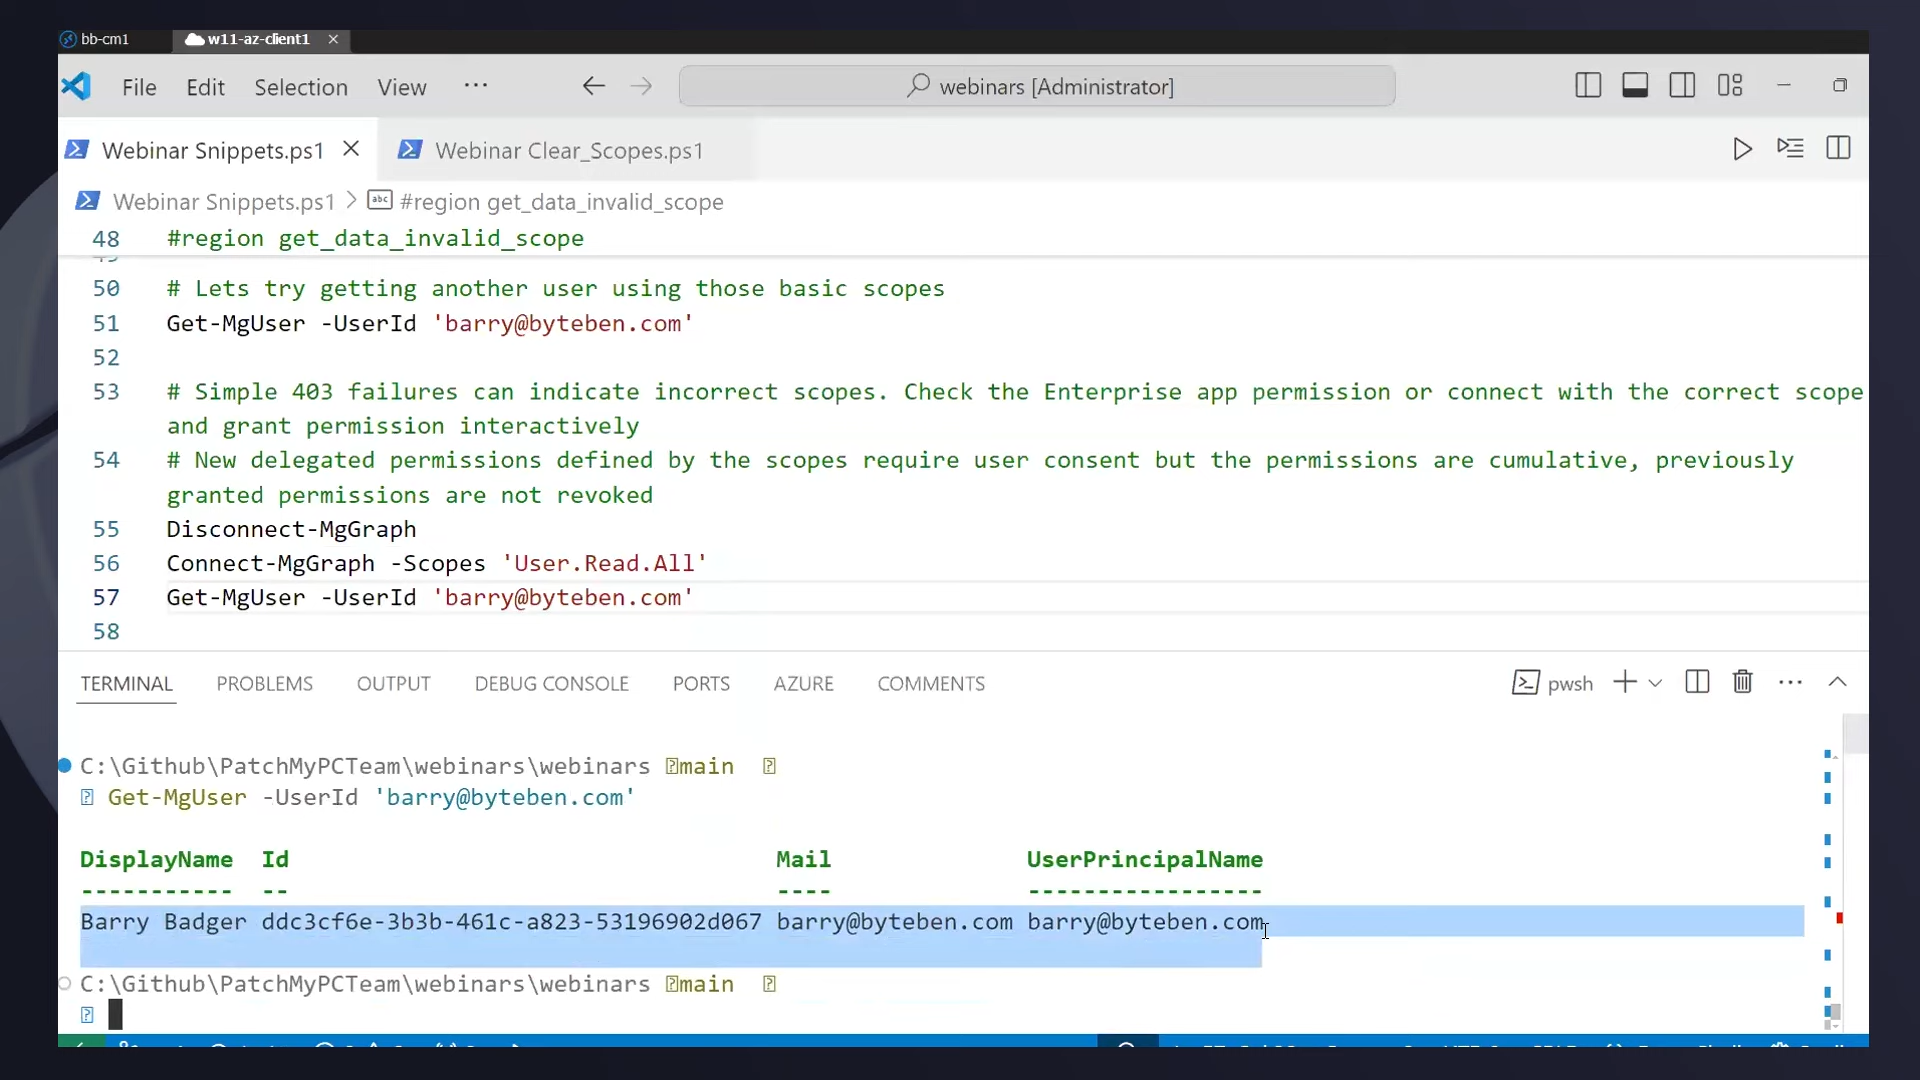 bb-cm1
w11-az-client1
File Edit Selection View ···
webinars [Administrator]
Webinar Snippets.ps1
Webinar Clear_Scopes.ps1
Webinar Snippets.ps1 > abc #region get_data_invalid_scope
48 #region get_data_invalid_scope
50 # Lets try getting another user using those basic scopes
51 Get-MgUser -UserId 'barry@byteben.com'
52
53 # Simple 403 failures can indicate incorrect scopes. Check the Enterprise app permission or connect with the correct scope
and grant permission interactively
54 # New delegated permissions defined by the scopes require user consent but the permissions are cumulative, previously
granted permissions are not revoked
55 Disconnect-MgGraph
56 Connect-MgGraph -Scopes 'User.Read.All'
57 Get-MgUser -UserId 'barry@byteben.com'
58
TERMINAL PROBLEMS OUTPUT DEBUG CONSOLE PORTS AZURE COMMENTS
pwsh
C:\Github\PatchMyPCTeam\webinars\webinars main
Get-MgUser -UserId 'barry@byteben.com'
DisplayName Id Mail UserPrincipalName
----------- -- ---- -----------------
Barry Badger ddc3cf6e-3b3b-461c-a823-53196902d067 barry@byteben.com barry@byteben.com
C:\Github\PatchMyPCTeam\webinars\webinars main